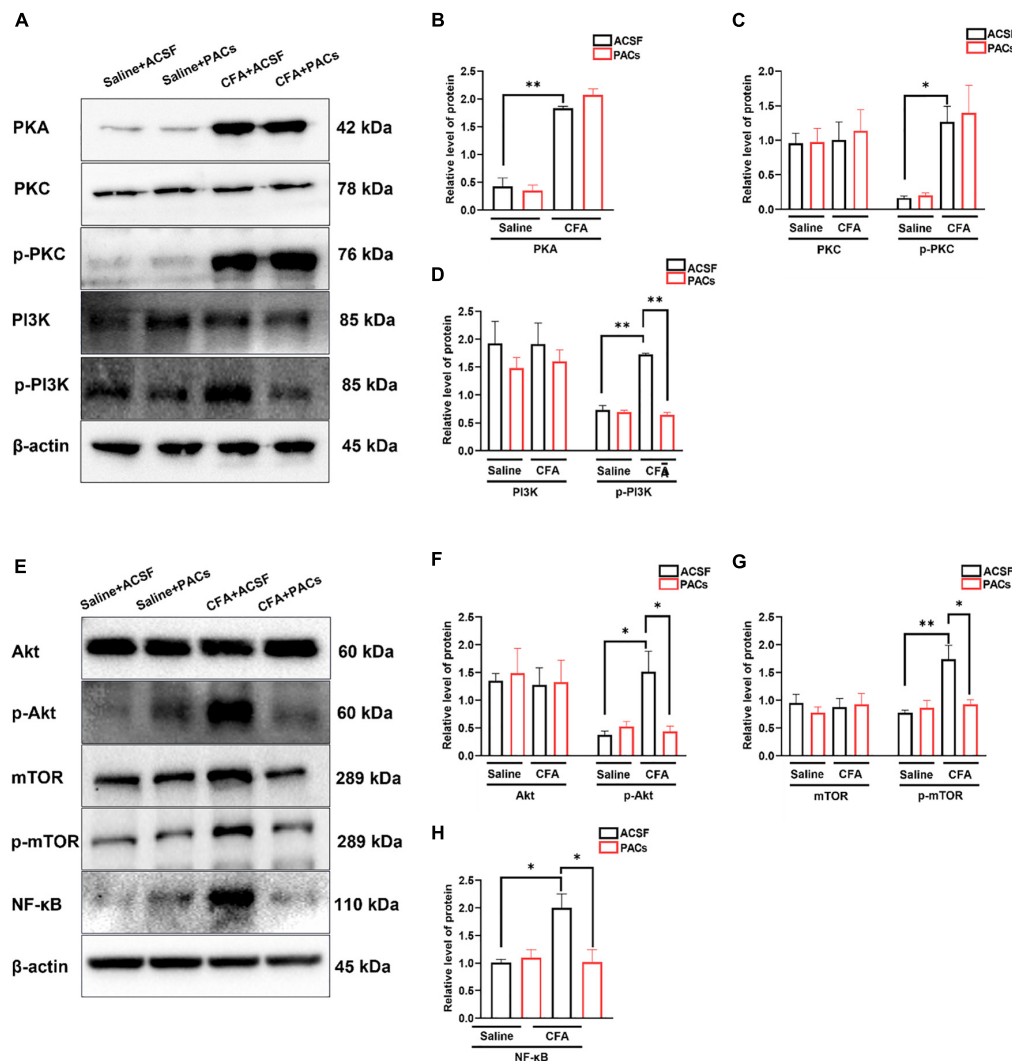 A
Saline+ACSF
Saline+PACs
CFA+ACSF
CFA+PACs
PKA
42 kDa
PKC
78 kDa
p-PKC
76 kDa
PI3K
85 kDa
p-PI3K
85 kDa
β-actin
45 kDa
B
ACSF
PACs
Relative level of protein
2.5
2.0
1.5
1.0
0.5
0.0
**
Saline
CFA
PKA
C
ACSF
PACs
Relative level of protein
2.0
1.5
1.0
0.5
0.0
*
Saline
CFA
Saline
CFA
PKC
p-PKC
D
ACSF
PACs
Relative level of protein
2.5
2.0
1.5
1.0
0.5
0.0
**
**
Saline
CFA
Saline
CFA
PI3K
p-PI3K
E
Saline+ACSF
Saline+PACs
CFA+ACSF
CFA+PACs
Akt
60 kDa
p-Akt
60 kDa
mTOR
289 kDa
p-mTOR
289 kDa
NF-κB
110 kDa
β-actin
45 kDa
F
ACSF
PACs
Relative level of protein
2.5
2.0
1.5
1.0
0.5
0.0
*
*
Saline
CFA
Saline
CFA
Akt
p-Akt
G
ACSF
PACs
Relative level of protein
2.5
2.0
1.5
1.0
0.5
0.0
**
*
Saline
CFA
Saline
CFA
mTOR
p-mTOR
H
ACSF
PACs
Relative level of protein
2.5
2.0
1.5
1.0
0.5
0.0
*
*
Saline
CFA
NF-κB